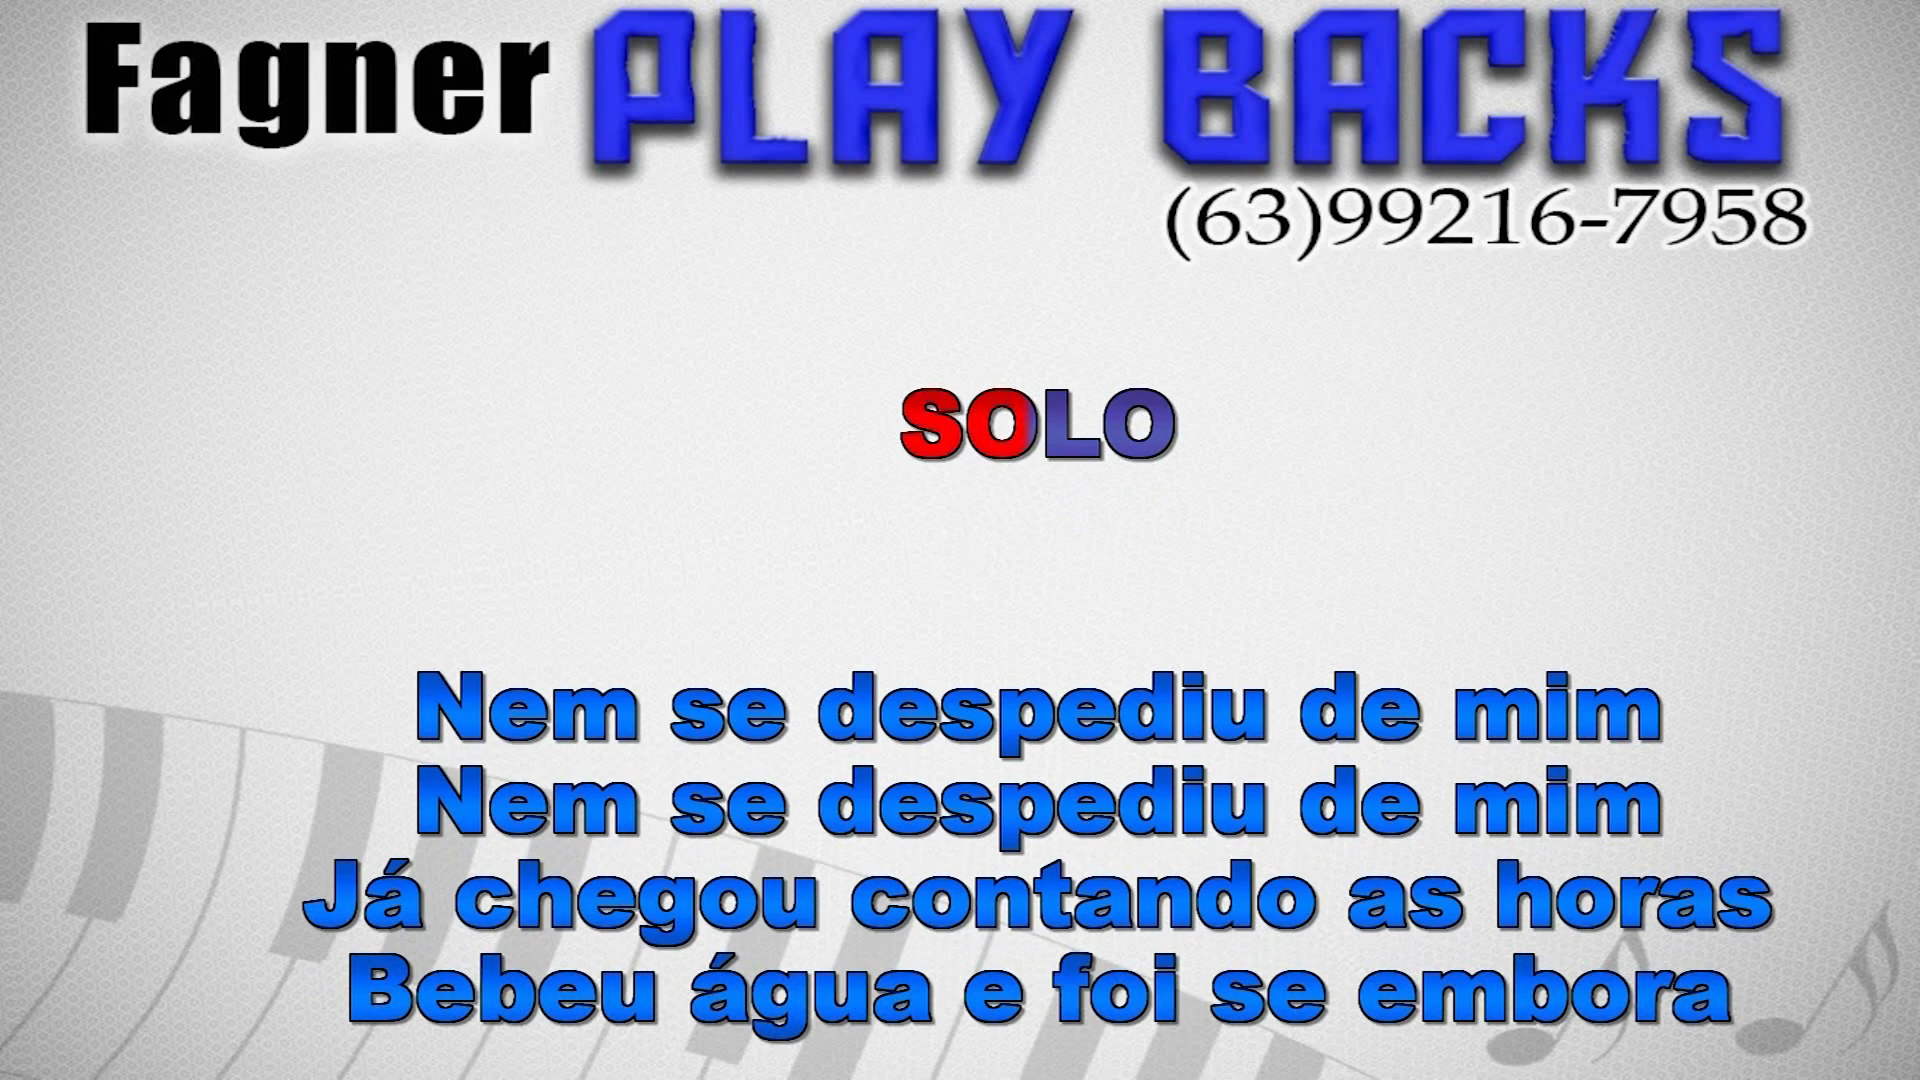 Fagner PLAY BACKS
(63)99216-7958
SOLO
Nem se despediu de mim
Nem se despediu de mim
Já chegou contando as horas
Bebeu água e foi se embora